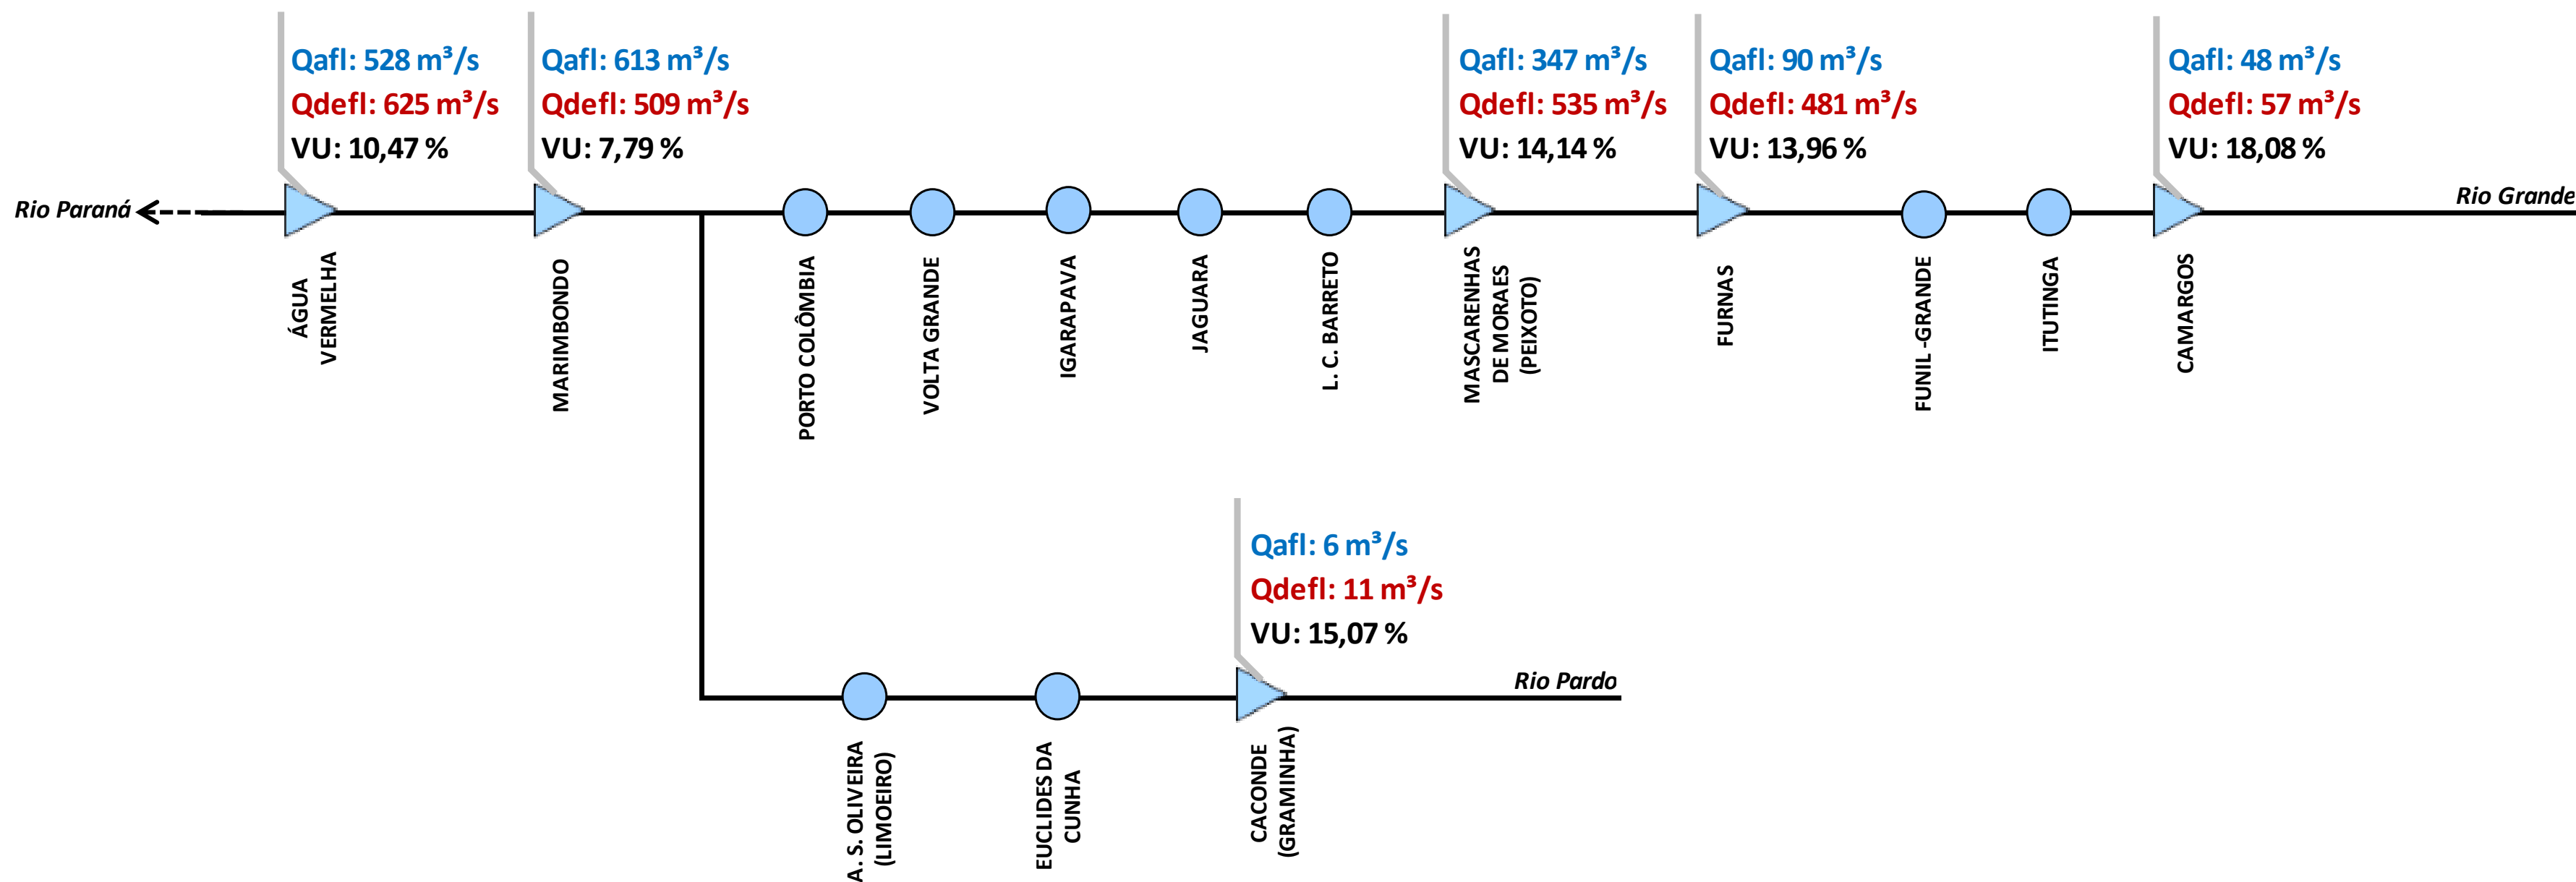 Qafl: 528 m³/s
Qdefl: 625 m³/s
VU: 10,47 %
Qafl: 613 m³/s
Qdefl: 509 m³/s
VU: 7,79 %
Qafl: 347 m³/s
Qdefl: 535 m³/s
VU: 14,14 %
Qafl: 90 m³/s
Qdefl: 481 m³/s
VU: 13,96 %
Qafl: 48 m³/s
Qdefl: 57 m³/s
VU: 18,08 %
Rio Paraná
Rio Grande
ÁGUA
VERMELHA
MARIMBONDO
PORTO COLÔMBIA
VOLTA GRANDE
IGARAPAVA
JAGUARA
L. C. BARRETO
MASCARENHAS
DE MORAES
(PEIXOTO)
FURNAS
FUNIL -GRANDE
ITUTINGA
CAMARGOS
Qafl: 6 m³/s
Qdefl: 11 m³/s
VU: 15,07 %
Rio Pardo
A. S. OLIVEIRA
(LIMOEIRO)
EUCLIDES DA
CUNHA
CACONDE
(GRAMINHA)